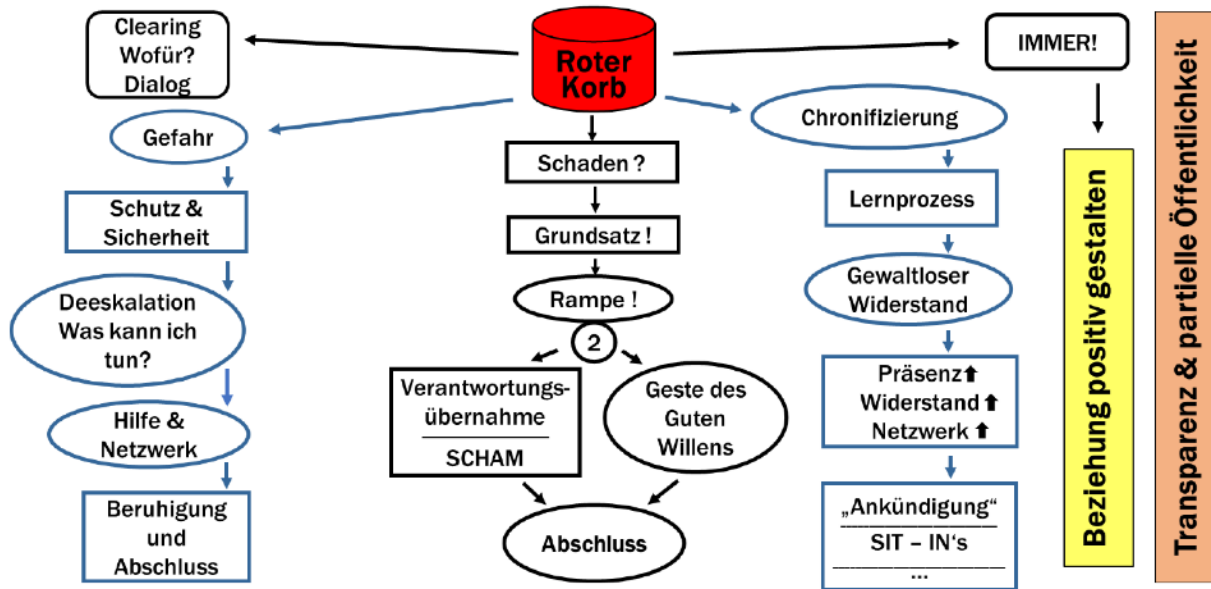 Clearing
Wofür?
Dialog
Roter
Korb
IMMER!
Gefahr
Schaden ?
Chronifizierung
Schutz &
Sicherheit
Grundsatz !
Lernprozess
Deeskalation
Was kann ich
tun?
Rampe !
2
Gewaltloser
Widerstand
Hilfe &
Netzwerk
Verantwortungs-
übernahme
SCHAM
Geste des
Guten
Willens
Präsenz⬆
Widerstand ⬆
Netzwerk ⬆
Beruhigung
und
Abschluss
Abschluss
„Ankündigung“
SIT – IN‘s
...
Beziehung positiv gestalten
Transparenz & partielle Öffentlichkeit